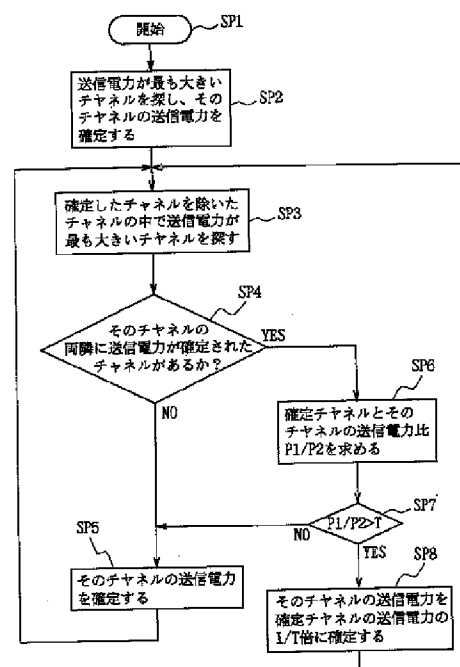 開始
SP1
送信電力が最も大きい
チャネルを探し、その
チャネルの送信電力を
確定する
SP2
確定したチャネルを除いた
チャネルの中で送信電力が
最も大きいチャネルを探す
SP3
SP4
そのチャネルの
両隣に送信電力が確定された
チャネルがあるか?
YES
NO
SP6
確定チャネルとその
チャネルの送信電力比
P1/P2を求める
SP7
P1/P2>T
NO
YES
SP5
そのチャネルの送信電力
を確定する
SP8
そのチャネルの送信電力を
確定チャネルの送信電力の
1/T倍に確定する